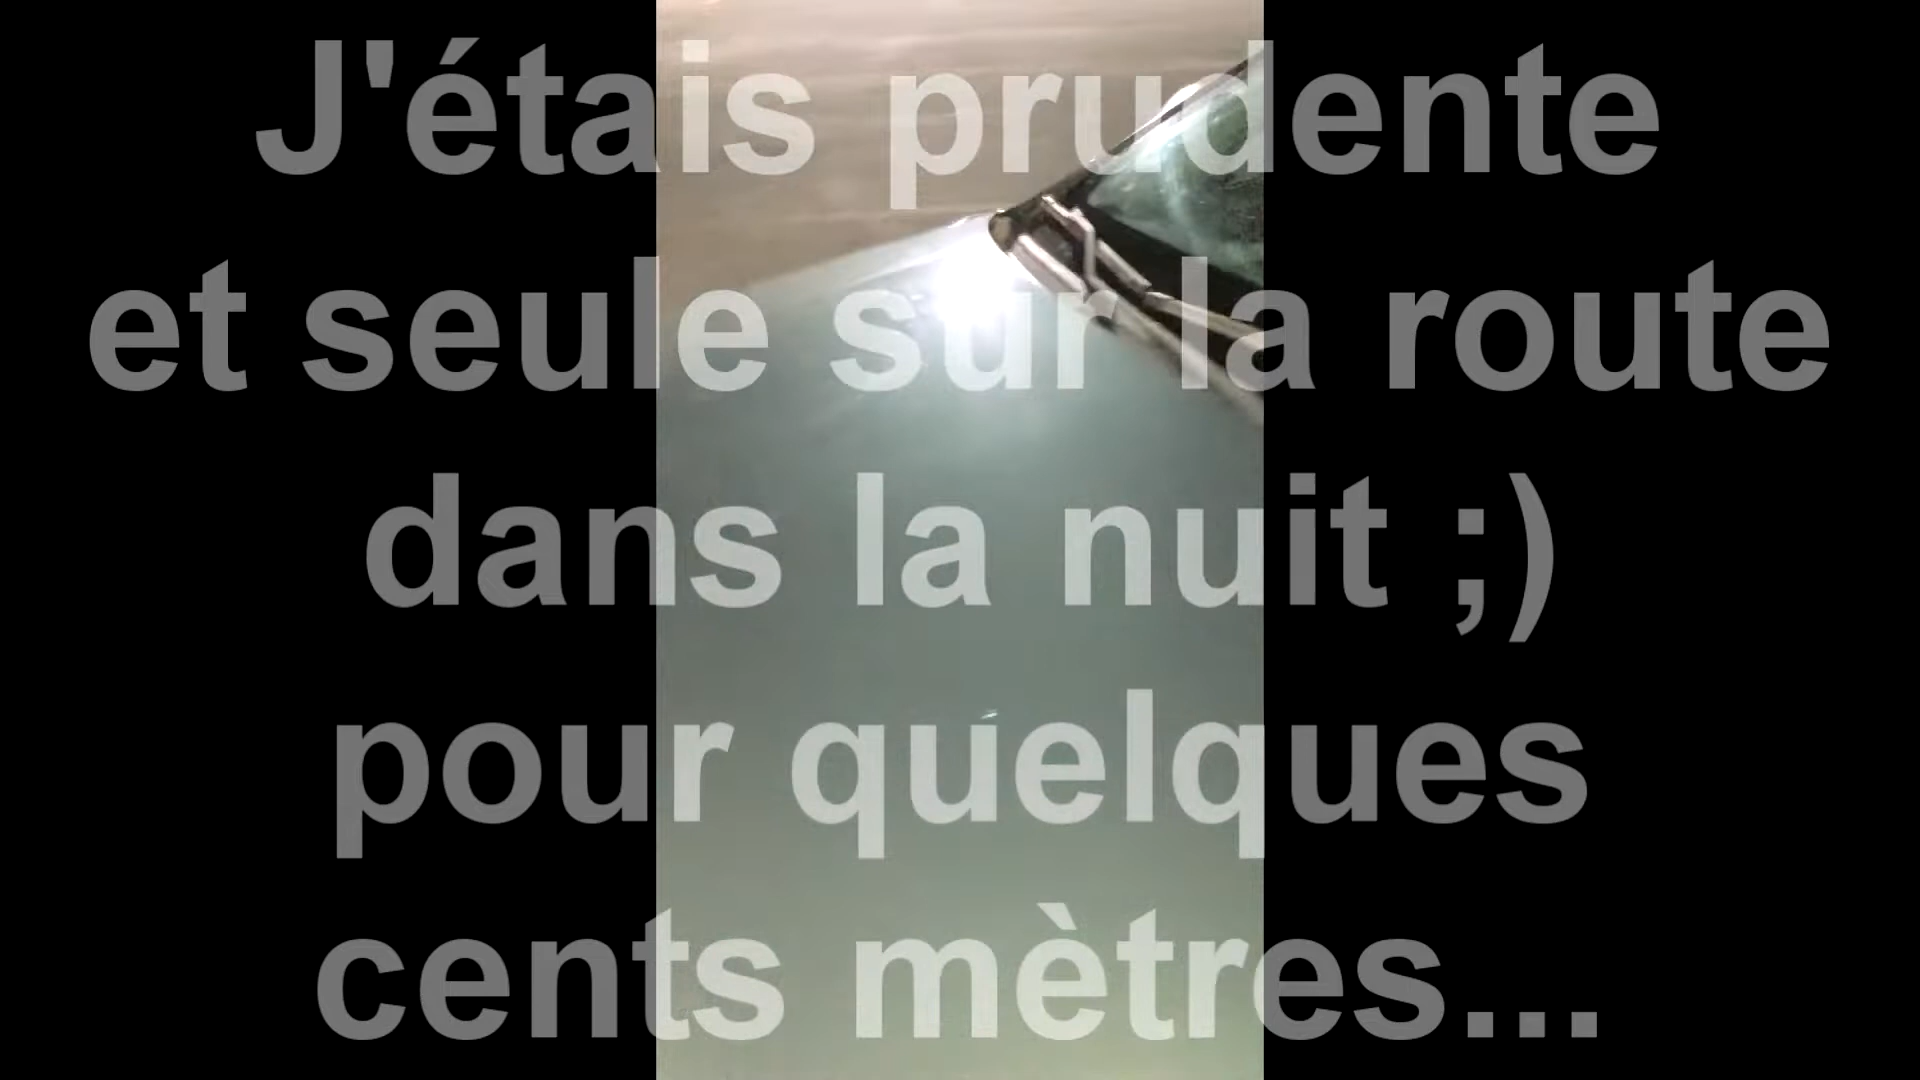 J'étais prudente
et seule sur la route
dans la nuit ;)
pour quelques
cents mètres...